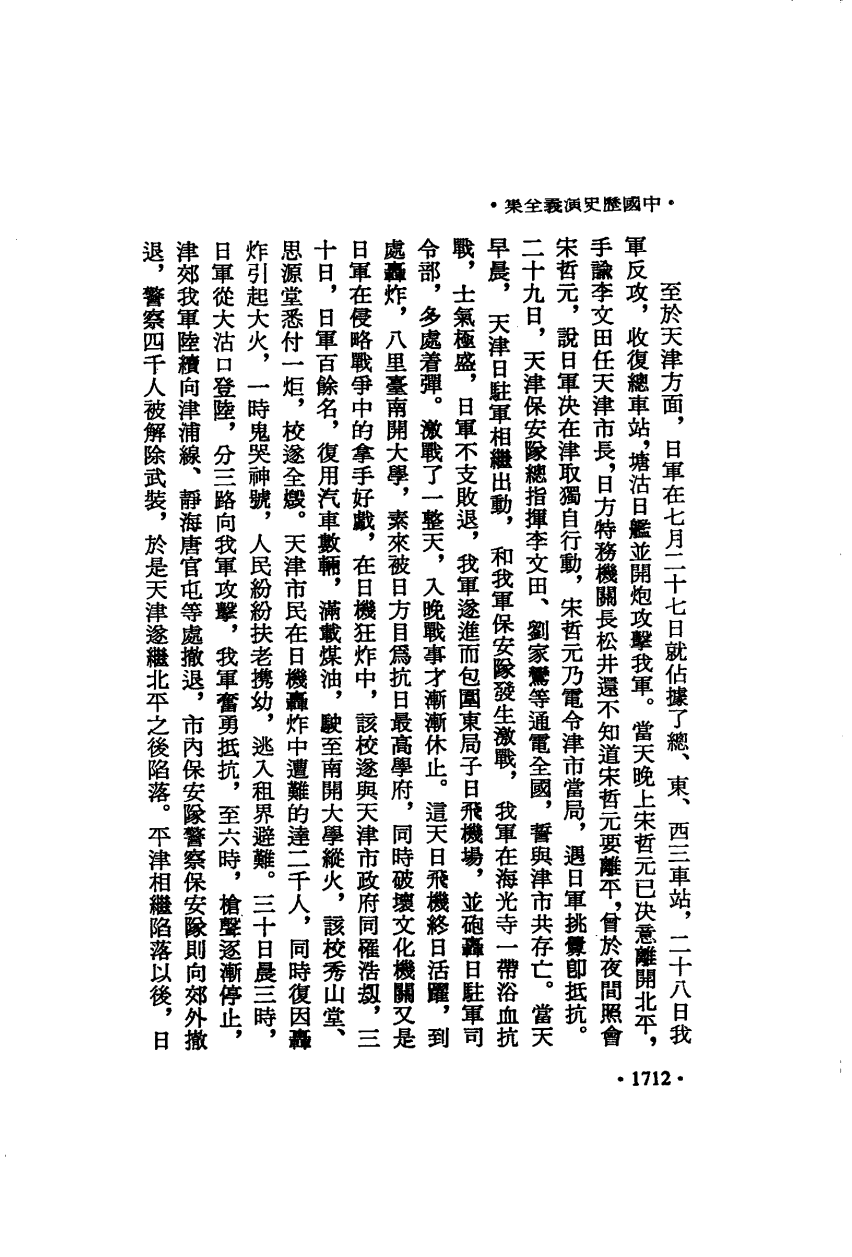 ·中國歷史演義全集·
至於天津方面，日軍在七月二十七日就佔據了總、東、西三車站，二十八日我
軍反攻，收復總車站，塘沽日艦並開炮攻擊我軍。當天晚上宋哲元已決意離開北平，
手諭李文田任天津市長，日方特務機關長松井還不知道宋哲元要離平，曾於夜間照會
宋哲元，說日軍決在津取獨自行動，宋哲元乃電令津市當局，遇日軍挑釁卽抵抗。
二十九日，天津保安隊總指揮李文田、劉家鸞等通電全國，誓與津市共存亡。當天
早晨，天津日駐軍相繼出動，和我軍保安隊發生激戰，我軍在海光寺一帶浴血抗
戰，士氣極盛，日軍不支敗退，我軍遂進而包圍東局子日飛機場，並砲轟日駐軍司
令部，多處着彈。激戰了一整天，入晚戰事才漸漸休止。這天日飛機終日活躍，到
處轟炸，八里臺南開大學，素來被日方目爲抗日最高學府，同時破壞文化機關又是
日軍在侵略戰爭中的拿手好戲，在日機狂炸中，該校遂與天津市政府同罹浩刼，三
十日，日軍百餘名，復用汽車數輛，滿載煤油，駛至南開大學縱火，該校秀山堂、
思源堂悉付一炬，校遂全燬。天津市民在日機轟炸中遭難的達二千人，同時復因轟
炸引起大火，一時鬼哭神號，人民紛紛扶老携幼，逃入租界避難。三十日晨三時，
日軍從大沽口登陸，分三路向我軍攻擊，我軍奮勇抵抗，至六時，槍聲逐漸停止，
津郊我軍陸續向津浦線、靜海唐官屯等處撤退，市內保安隊警察保安隊則向郊外撤
退，警察四千人被解除武裝，於是天津遂繼北平之後陷落。平津相繼陷落以後，日
·1712·